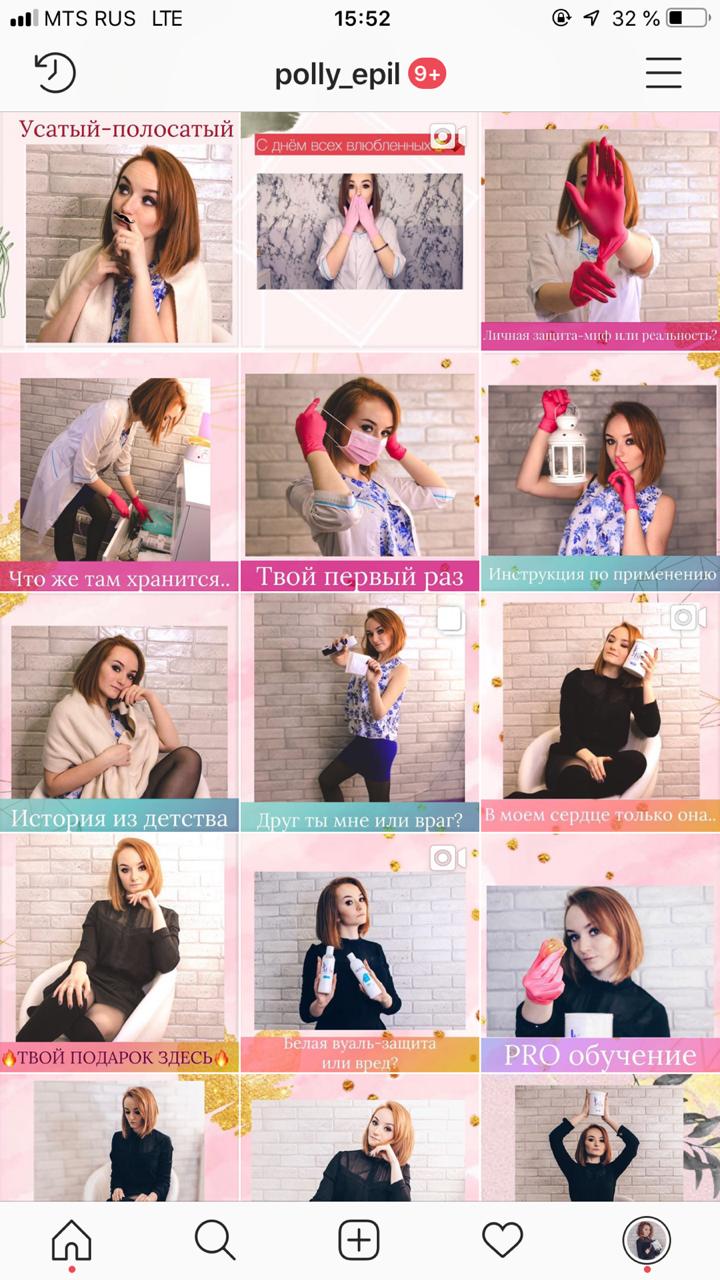 MTS RUS LTE 15:52 32 %
polly_epil 9+
Усатый-полосатый
С днём всех влюбленных
Личная защита-миф или реальность?
Что же там хранится..
Твой первый раз
Инструкция по применению
История из детства
Друг ты мне или враг?
В моем сердце только она..
🔥ТВОЙ ПОДАРОК ЗДЕСЬ🔥
Белая вуаль-защита
или вред?
PRO обучение